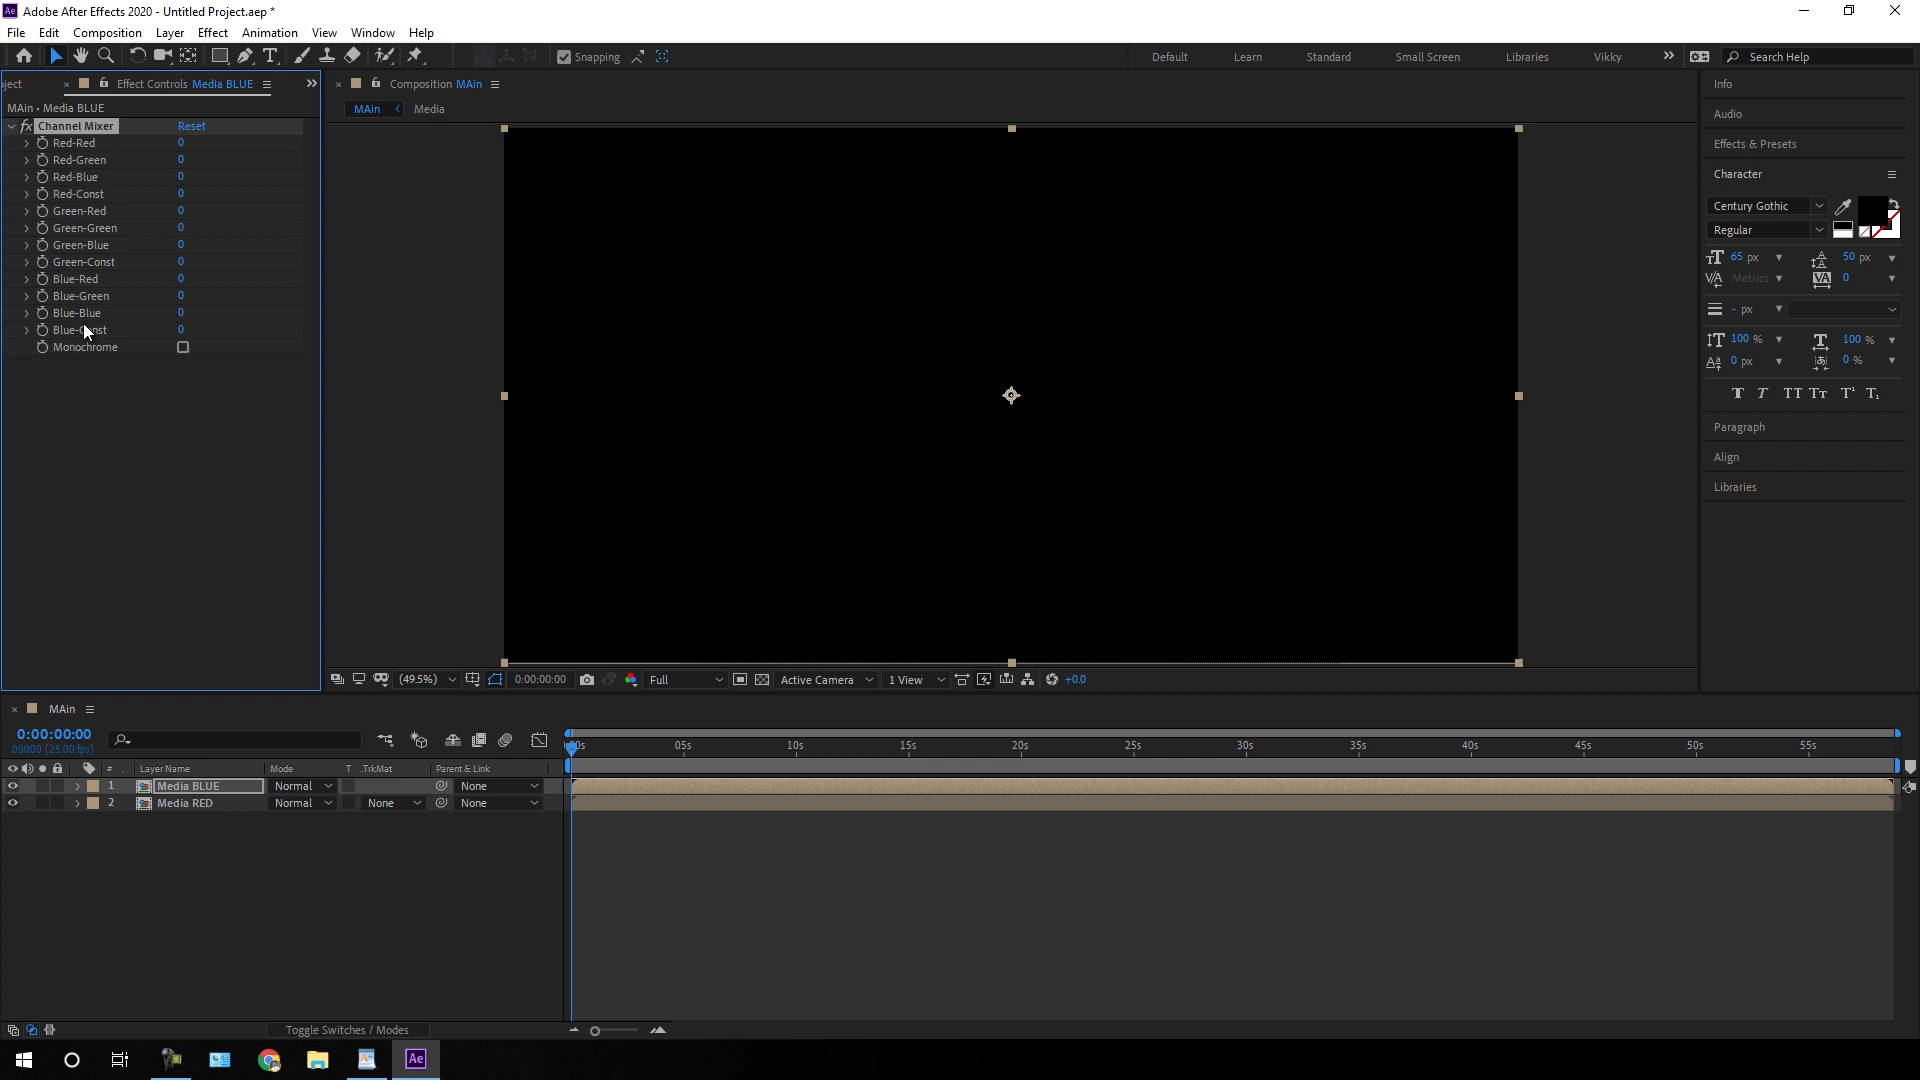 Ae Adobe After Effects 2020 - Untitled Project.aep *
File Edit Composition Layer Effect Animation View Window Help
Snapping Default Learn Standard Small Screen Libraries Vikky Search Help
ject Effect Controls Media BLUE
MAin • Media BLUE
fx Channel Mixer Reset
Red-Red 0
Red-Green 0
Red-Blue 0
Red-Const 0
Green-Red 0
Green-Green 0
Green-Blue 0
Green-Const 0
Blue-Red 0
Blue-Green 0
Blue-Blue 0
Blue-Const 0
Monochrome
Composition MAin
MAin Media
(49.5%) 0:00:00:00 Full Active Camera 1 View +0.0
Info
Audio
Effects & Presets
Character
Century Gothic
Regular
65 px 50 px
Metrics 0
- px
100 % 100 %
0 px 0 %
Paragraph
Align
Libraries
MAin
0:00:00:00
00000 (25.00 fps)
:00s 05s 10s 15s 20s 25s 30s 35s 40s 45s 50s 55s
# Layer Name Mode T .TrkMat Parent & Link
1 Media BLUE Normal None
2 Media RED Normal None None
Toggle Switches / Modes
Ae